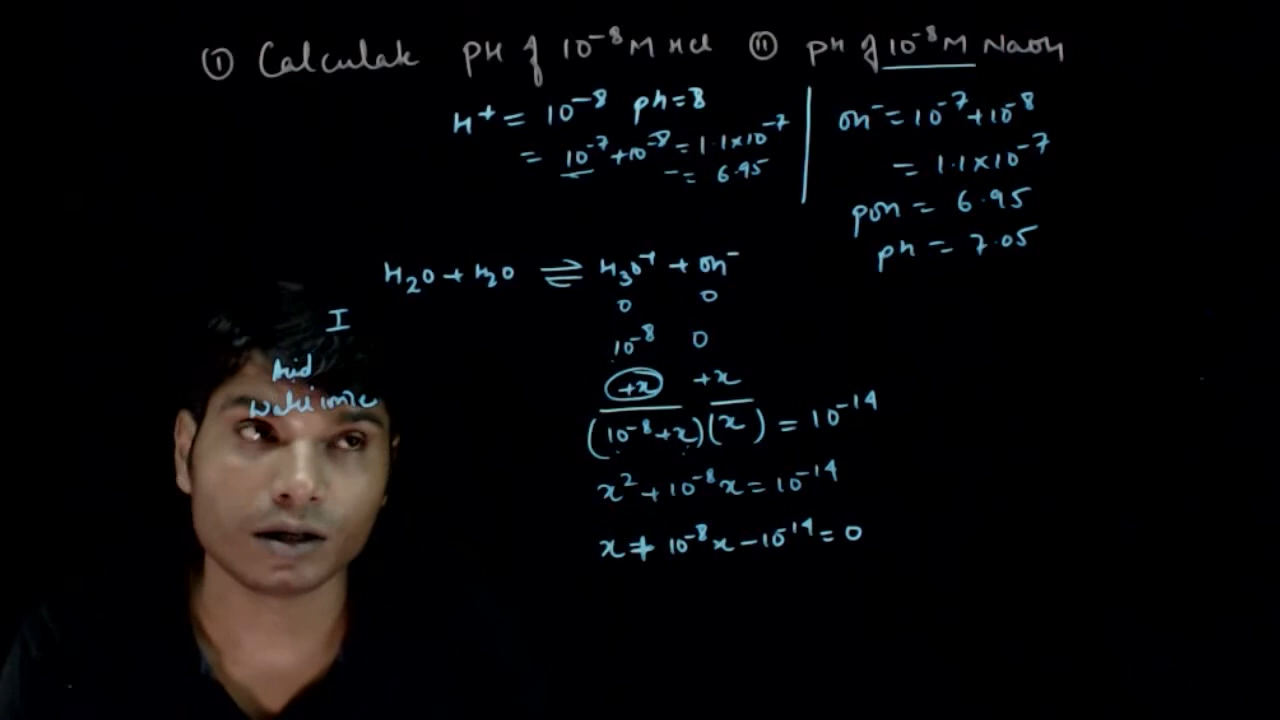 ① Calculate pH of 10⁻⁸M HCl ⑪ pH of 10⁻⁸M NaOH
H⁺ = 10⁻⁸ pH=8
= 10⁻⁷+10⁻⁸ = 1.1×10⁻⁷
-= 6.95
OH⁻ = 10⁻⁷+10⁻⁸
= 1.1×10⁻⁷
pOH = 6.95
pH = 7.05
H₂O + H₂O ⇌ H₃O⁺ + OH⁻
0 0
I
10⁻⁸ 0
Acid
+x +x
(10⁻⁸+x)(x) = 10⁻¹⁴
x²+10⁻⁸x=10⁻¹⁴
x+10⁻⁸x-10⁻¹⁴=0